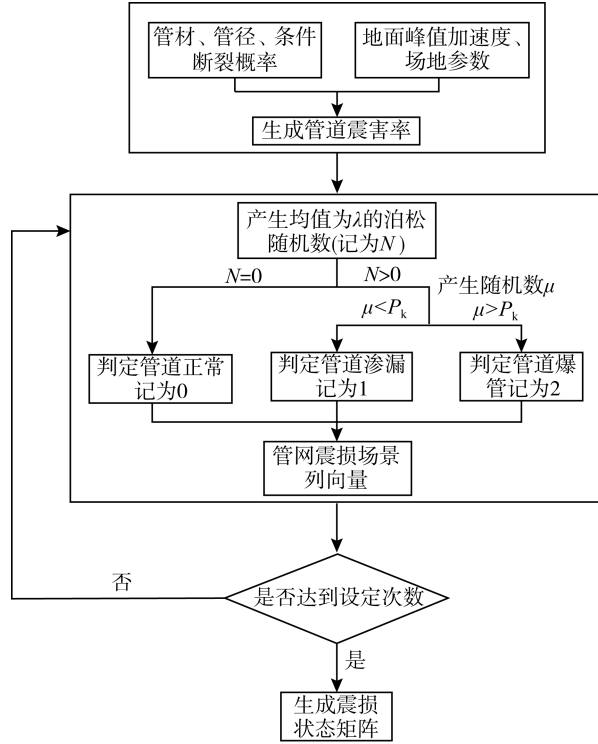 管材、管径、条件
断裂概率
地面峰值加速度、
场地参数
生成管道震害率
产生均值为λ的泊松
随机数(记为N)
N=0
N>0
产生随机数μ
μ<Pk
μ>Pk
判定管道正常
记为0
判定管道渗漏
记为1
判定管道爆
管记为2
管网震损场景
列向量
是否达到设定次数
否
是
生成震损
状态矩阵